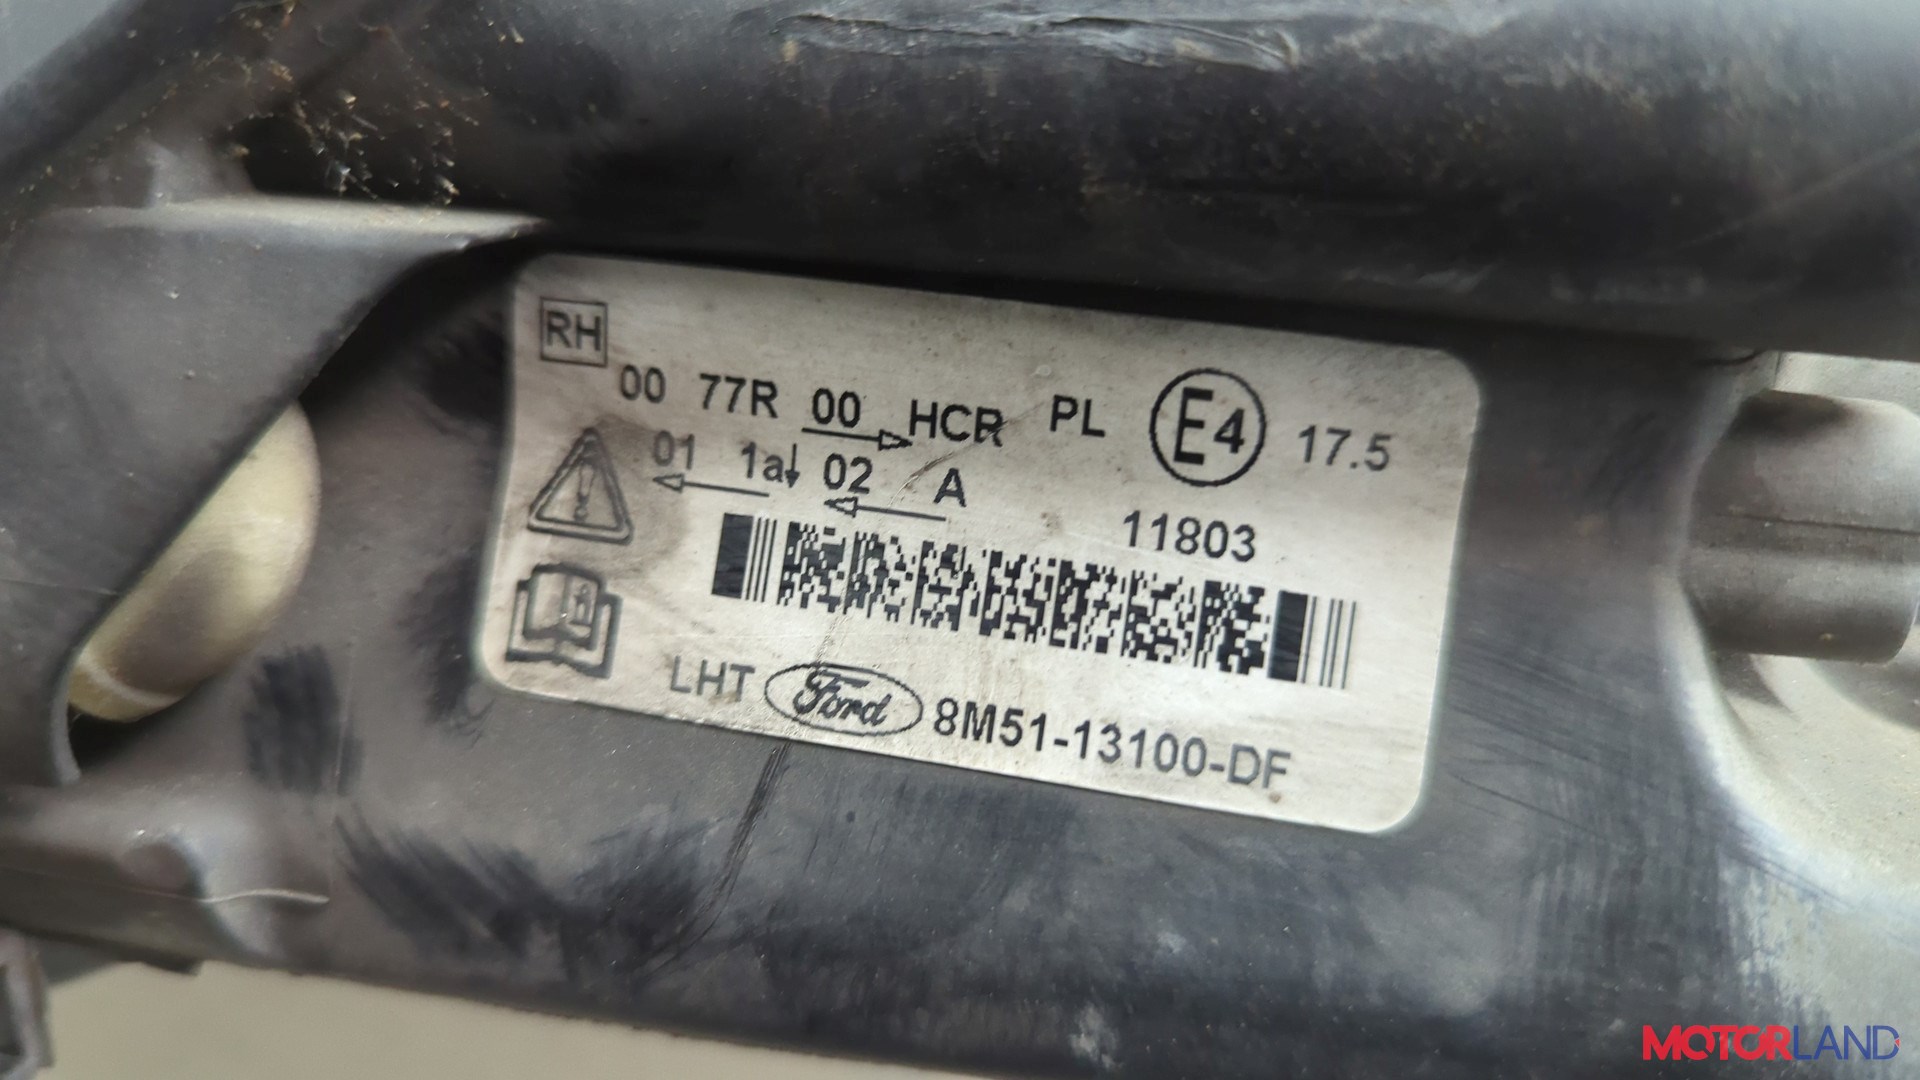 RH
00 77R 00 HCR PL E4 17.5
01 1a 02 A
11803
LHT Ford 8M51-13100-DF
MOTORLAND